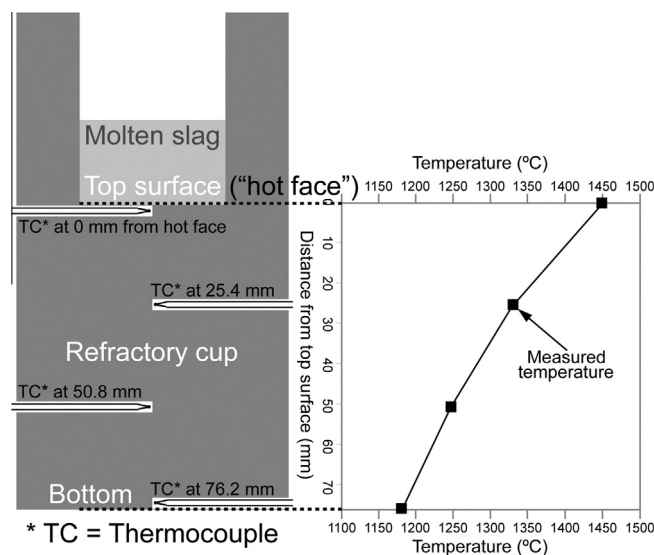 Molten slag
Top surface (“hot face”)
TC* at 0 mm from hot face
TC* at 25.4 mm
Refractory cup
TC* at 50.8 mm
Bottom
TC* at 76.2 mm
* TC = Thermocouple
Temperature (ºC)
1150 1200 1250 1300 1350 1400 1450 1500
Distance from top surface (mm)
0
10
20
30
40
50
60
70
Measured
temperature
1100 1150 1200 1250 1300 1350 1400 1450 1500
Temperature (ºC)